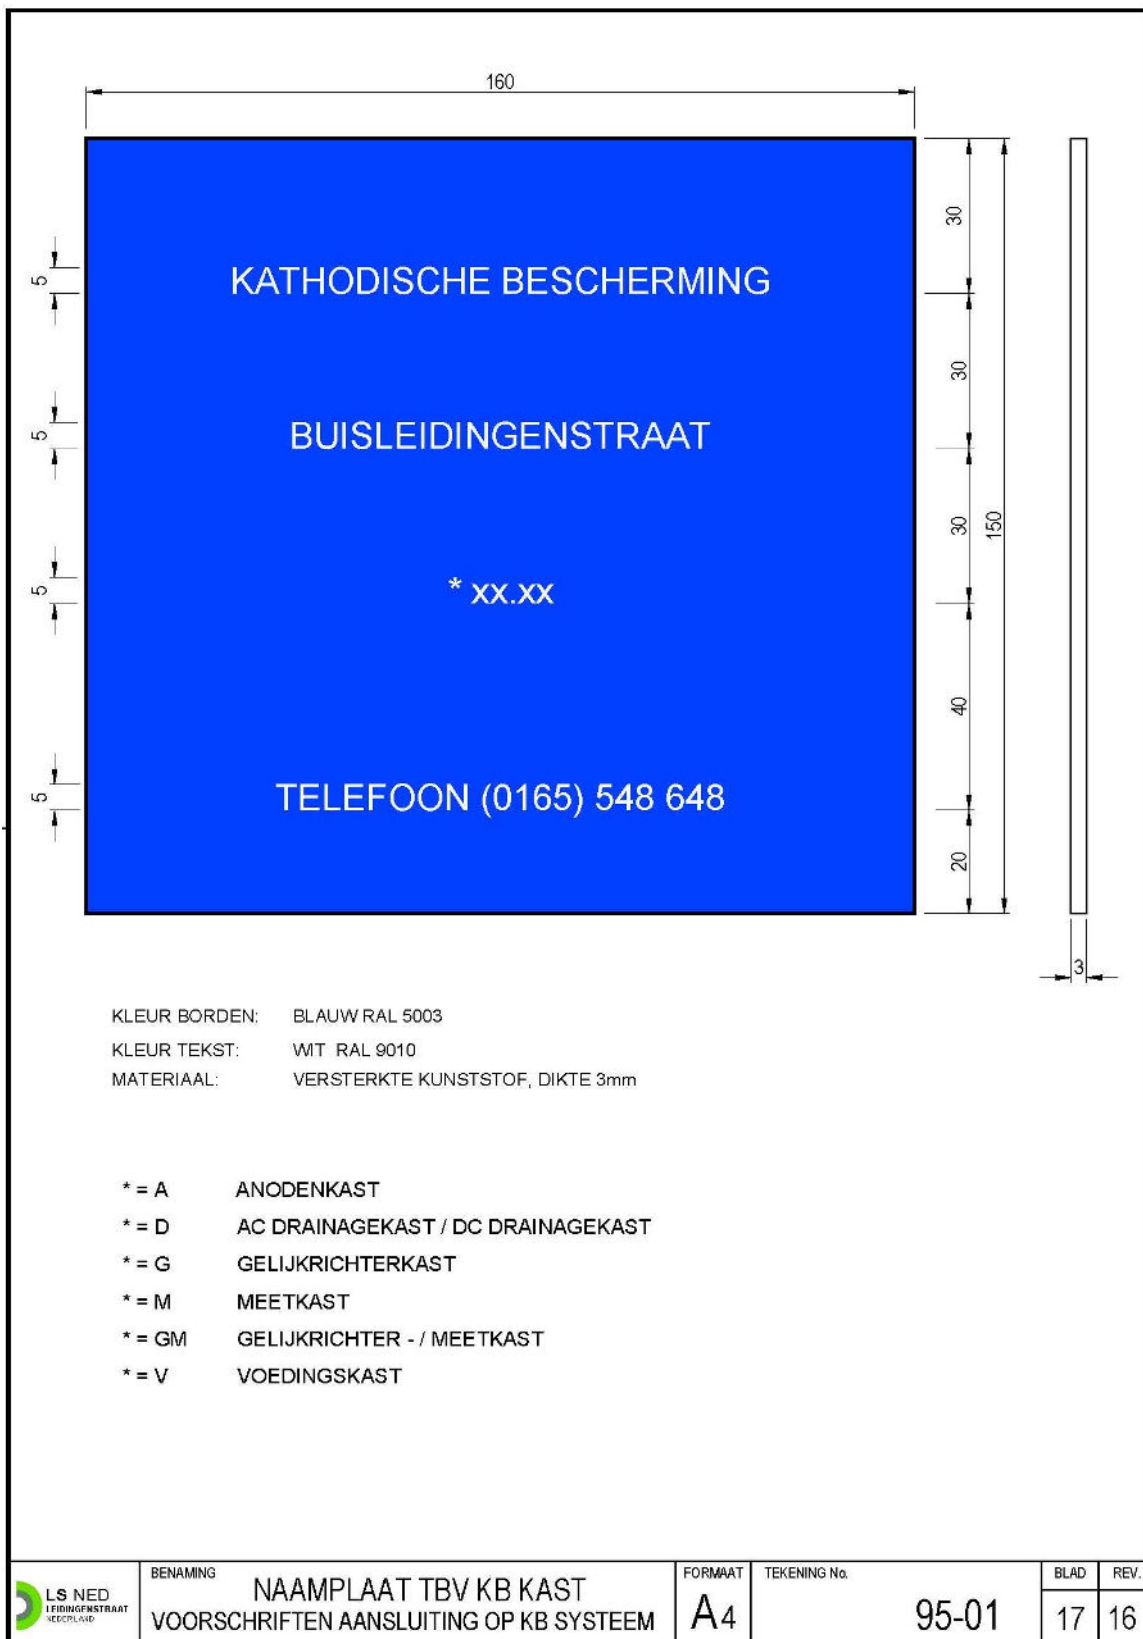 160
30
5
KATHODISCHE BESCHERMING
30
5
BUISLEIDINGENSTRAAT
30
150
5
* xx.xx
40
5
TELEFOON (0165) 548 648
20
3
KLEUR BORDEN: BLAUW RAL 5003
KLEUR TEKST: WIT RAL 9010
MATERIAAL: VERSTERKTE KUNSTSTOF, DIKTE 3mm
* = A ANODENKAST
* = D AC DRAINAGEKAST / DC DRAINAGEKAST
* = G GELIJKRICHTERKAST
* = M MEETKAST
* = GM GELIJKRICHTER - / MEETKAST
* = V VOEDINGSKAST
LS NED
LEIDINGENSTRAAT
NEDERLAND
BENAMING
NAAMPLAAT TBV KB KAST
VOORSCHRIFTEN AANSLUITING OP KB SYSTEEM
FORMAAT
A4
TEKENING No.
95-01
BLAD
17
REV.
16